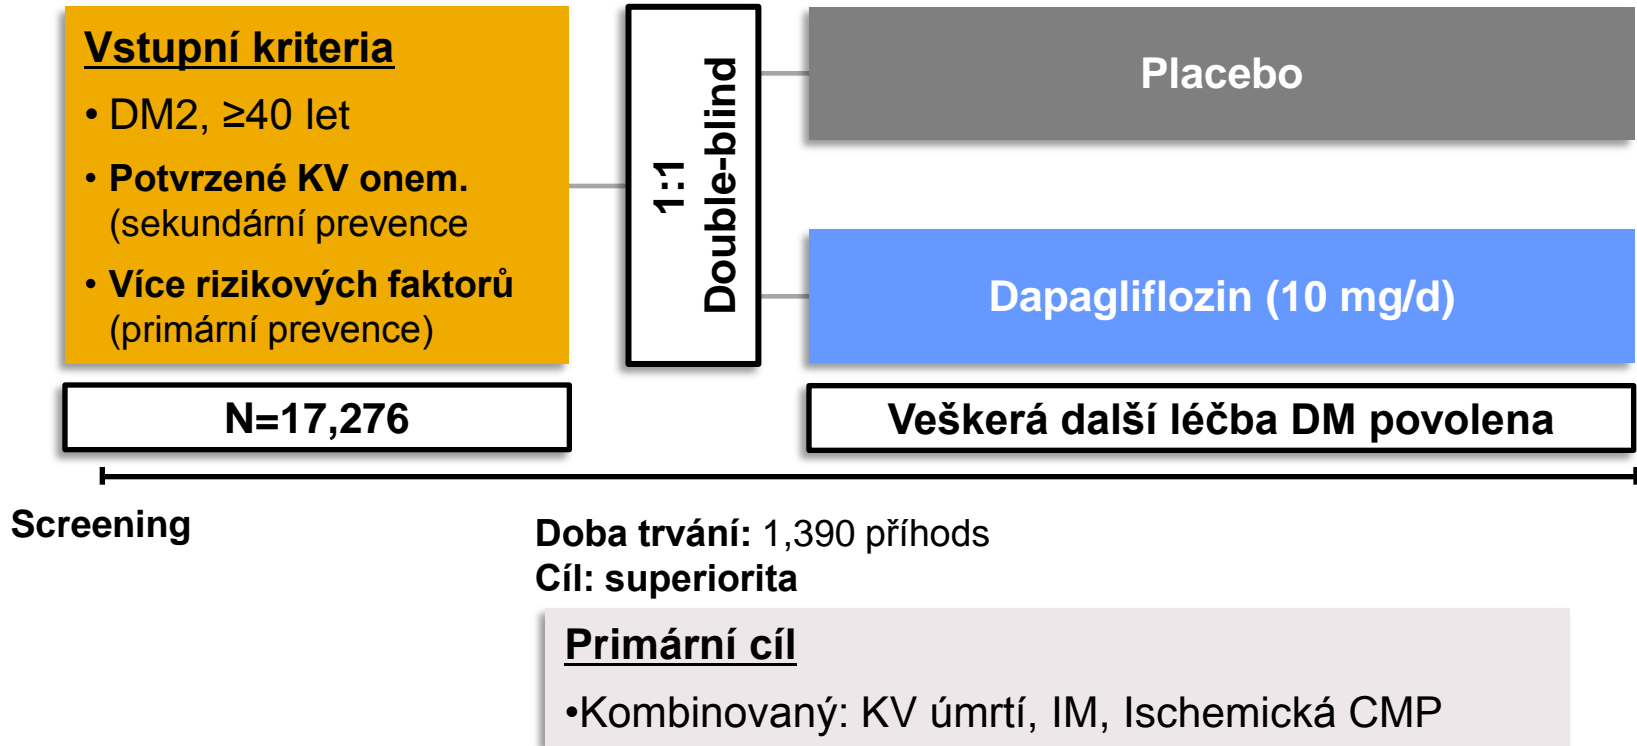 Vstupní kriteria
• DM2, ≥40 let
• Potvrzené KV onem.
(sekundární prevence
• Více rizikových faktorů
(primární prevence)
N=17,276
1:1
Double-blind
Placebo
Dapagliflozin (10 mg/d)
Veškerá další léčba DM povolena
Screening
Doba trvání: 1,390 příhods
Cíl: superiorita
Primární cíl
•Kombinovaný: KV úmrtí, IM, Ischemická CMP